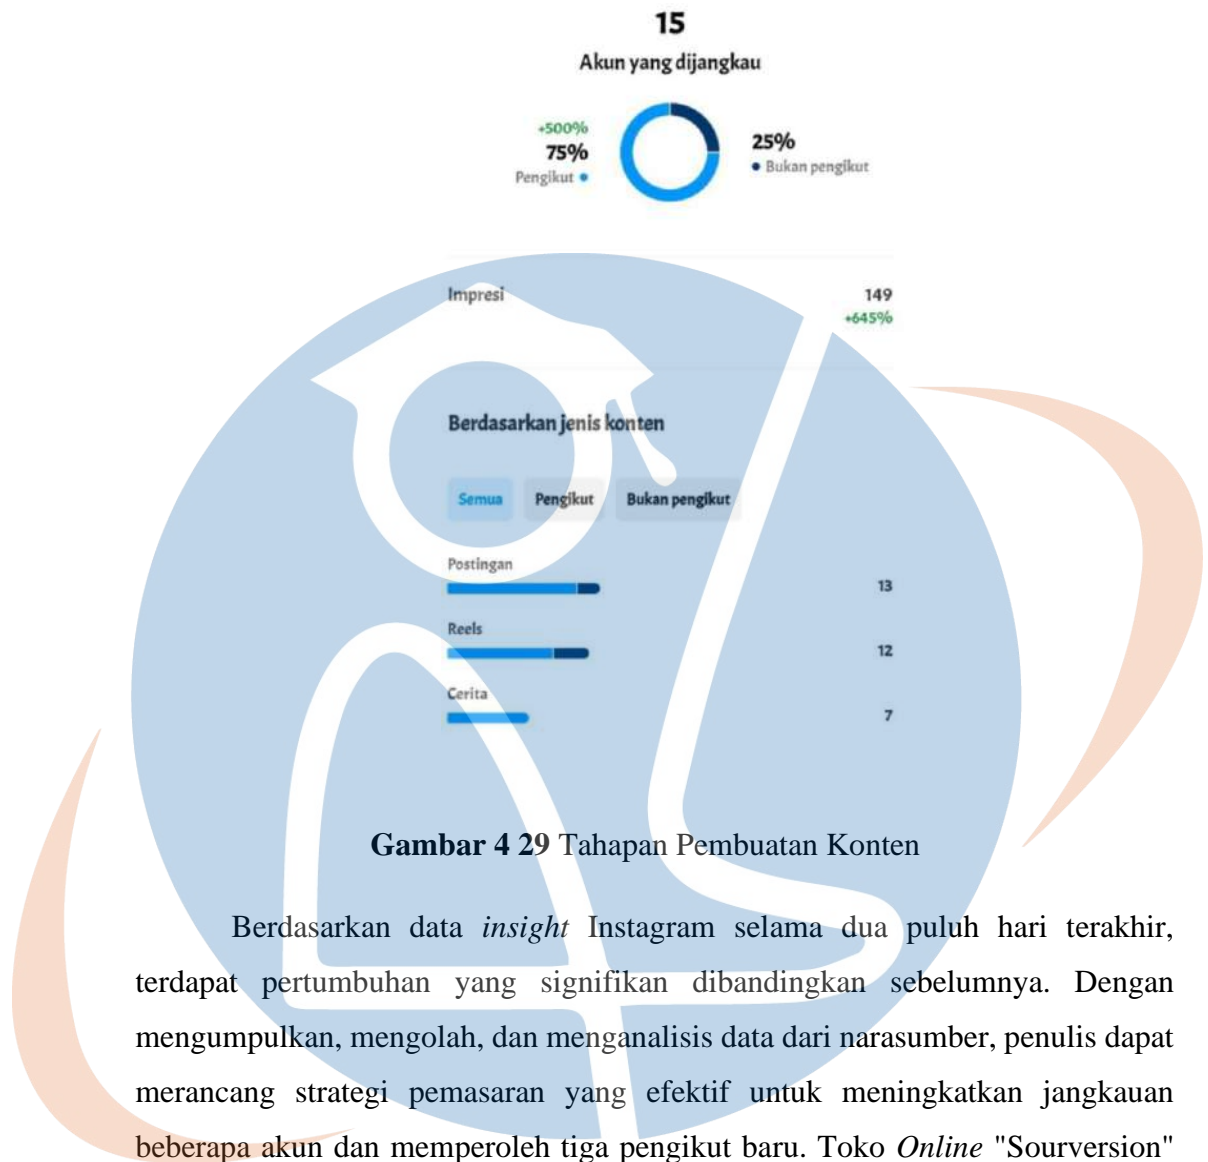 15
Akun yang dijangkau
+500%
75%
Pengikut
25%
Bukan pengikut
Impresi
149
+645%
Berdasarkan jenis konten
Semua Pengikut Bukan pengikut
Postingan
13
Reels
12
Cerita
7
Gambar 4 29 Tahapan Pembuatan Konten
Berdasarkan data insight Instagram selama dua puluh hari terakhir,
terdapat pertumbuhan yang signifikan dibandingkan sebelumnya. Dengan
mengumpulkan, mengolah, dan menganalisis data dari narasumber, penulis dapat
merancang strategi pemasaran yang efektif untuk meningkatkan jangkauan
beberapa akun dan memperoleh tiga pengikut baru. Toko Online "Sourversion"